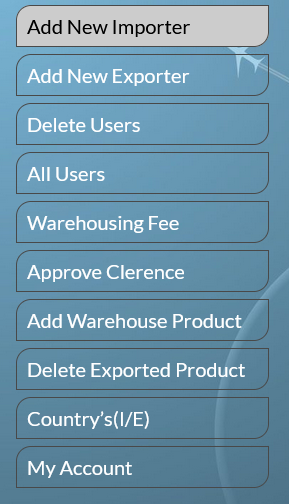 Add New Importer
Add New Exporter
Delete Users
All Users
Warehousing Fee
Approve Clerence
Add Warehouse Product
Delete Exported Product
Country’s(I/E)
My Account